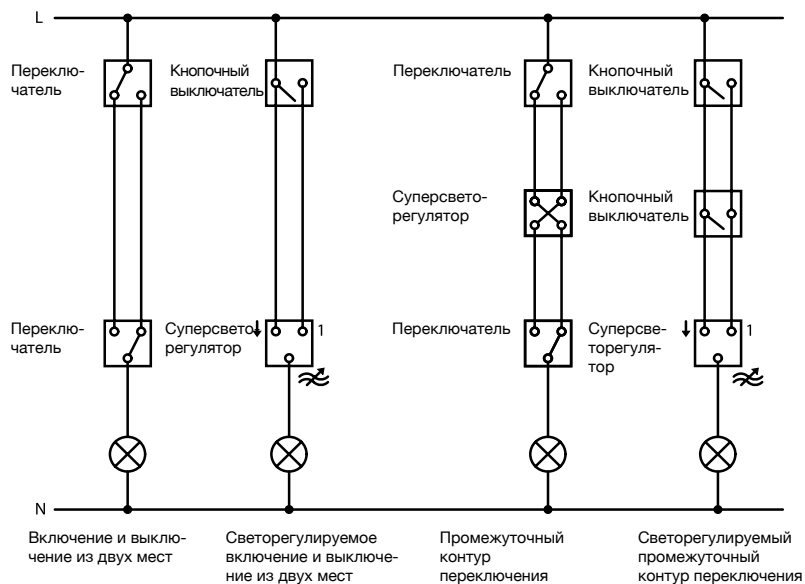 L
Переклю-
чатель
Кнопочный
выключатель
Переключатель
Кнопочный
выключатель
Суперсвето-
регулятор
Кнопочный
выключатель
Переклю-
чатель
Суперсвето-
регулятор
1
Переключатель
Суперсве-
торегуля-
тор
1
N
Включение и выклю-
чение из двух мест
Светорегулируемое
включение и выключе-
ние из двух мест
Промежуточный
контур
переключения
Светорегулируемый
промежуточный
контур переключения